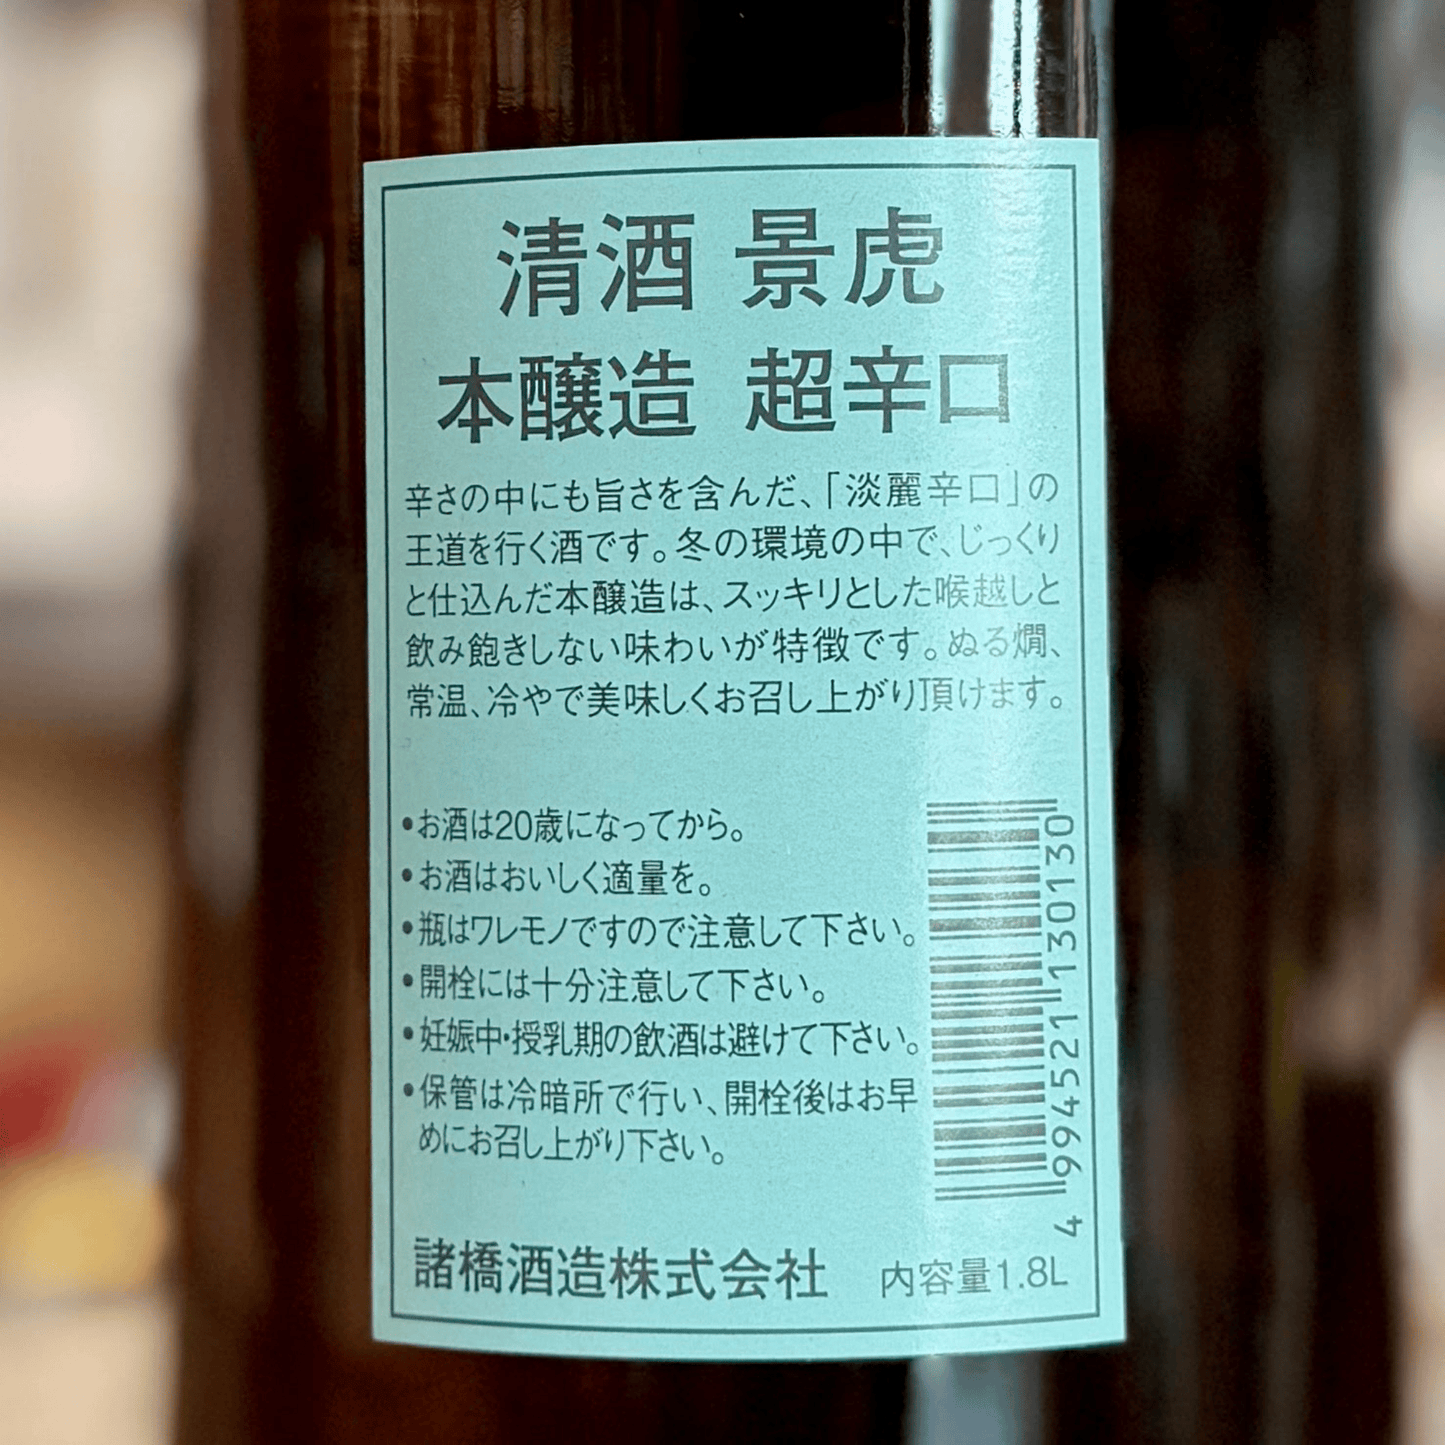 清酒 景虎
本醸造 超辛口
辛さの中にも旨さを含んだ、「淡麗辛口」の
王道を行く酒です。冬の環境の中で、じっくり
と仕込んだ本醸造は、スッキリとした喉越しと
飲み飽きしない味わいが特徴です。ぬる燗、
常温、冷やで美味しくお召し上がり頂けます。
•お酒は20歳になってから。
•お酒はおいしく適量を。
•瓶はワレモノですので注意して下さい。
•開栓には十分注意して下さい。
•妊娠中・授乳期の飲酒は避けて下さい。
•保管は冷暗所で行い、開栓後はお早
めにお召し上がり下さい。
4 994521 130130
諸橋酒造株式会社 内容量1.8L